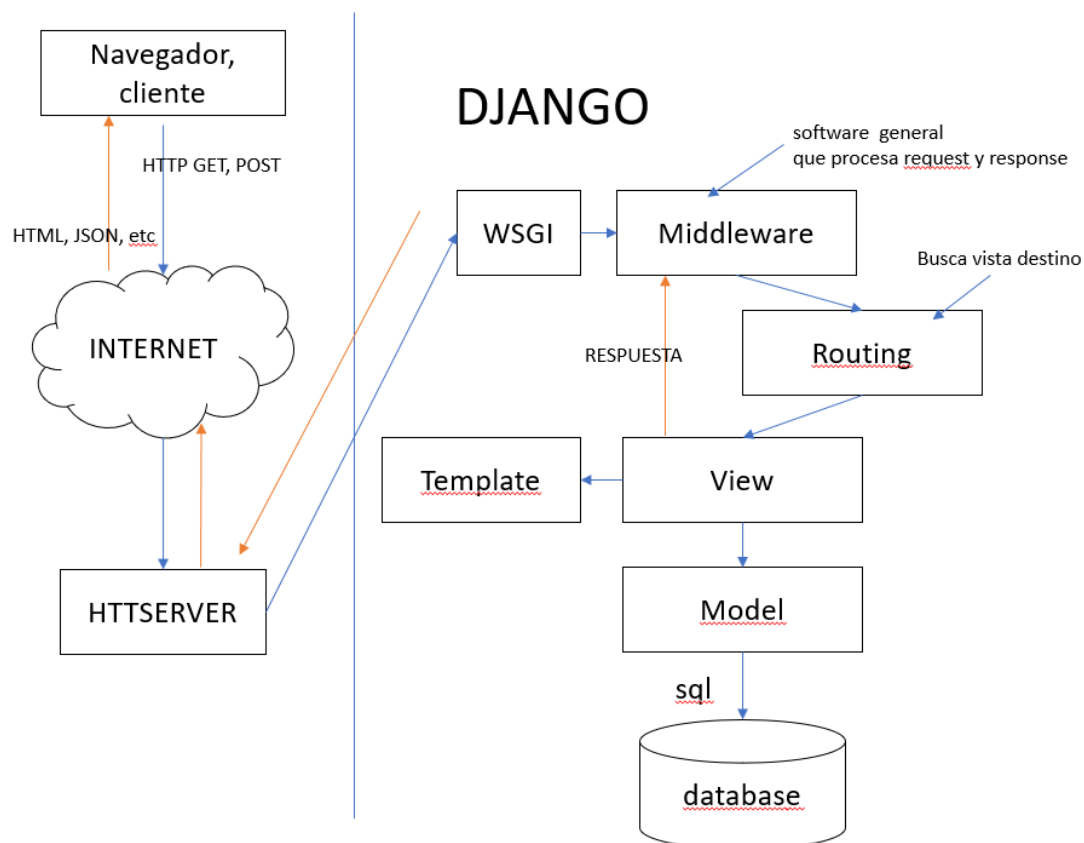 Navegador,
cliente
HTTP GET, POST
HTML, JSON, etc
INTERNET
HTTSERVER
DJANGO
software general
que procesa request y response
WSGI
Middleware
Busca vista destino
Routing
RESPUESTA
Template
View
Model
sql
database